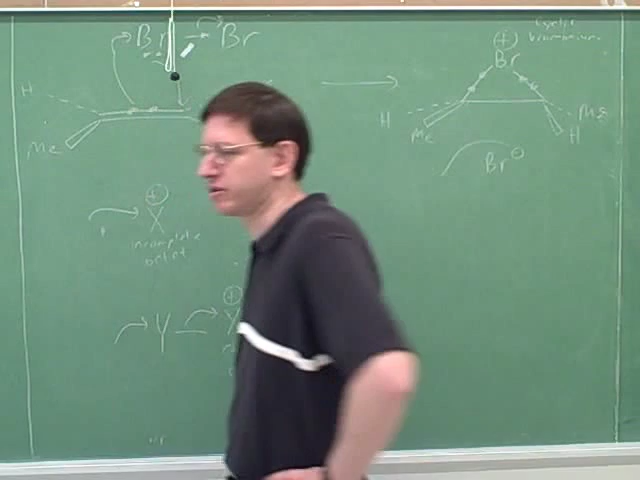 Br Br
cyclic
bromonium
H
Me
⊕
Br
H
Me
Me
H
Br⊖
⊕
X
incomplete
octet
Y
⊕